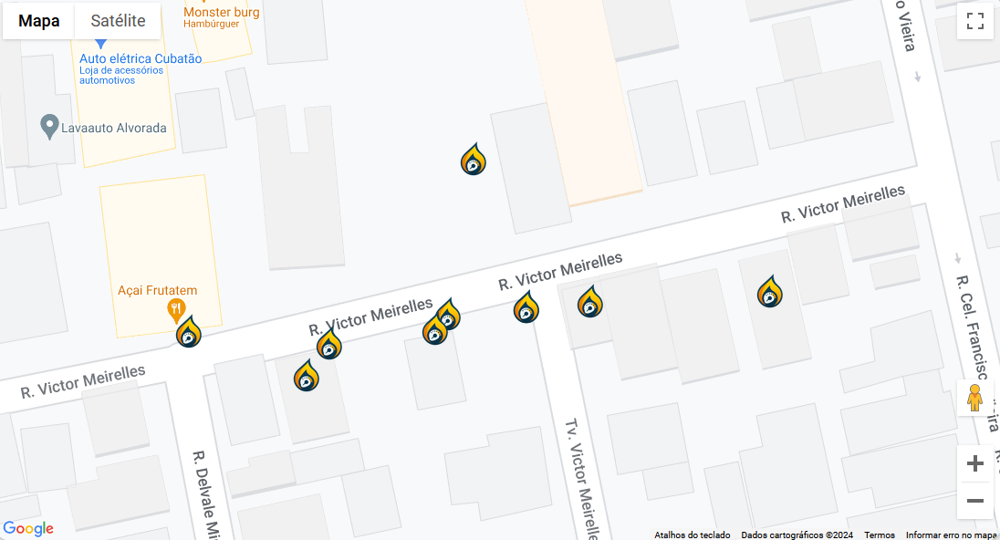 Mapa
Satélite
Monster burg
Hambúrguer
Auto elétrica Cubatão
Loja de acessórios
automotivos
Lavaauto Alvorada
o Vieira
R. Victor Meirelles
R. Victor Meirelles
Açaí Frutatem
R. Victor Meirelles
R. Victor Meirelles
R. Cel. Francisc
ira
R. Delvale Mi
Tv. Victor Meirelle
Google
Atalhos do teclado
Dados cartográficos ©2024
Termos
Informar erro no mapa